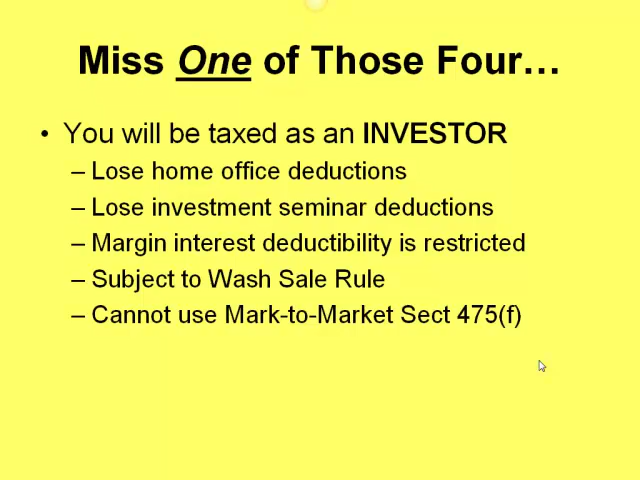 Miss One of Those Four…
• You will be taxed as an INVESTOR
– Lose home office deductions
– Lose investment seminar deductions
– Margin interest deductibility is restricted
– Subject to Wash Sale Rule
– Cannot use Mark-to-Market Sect 475(f)